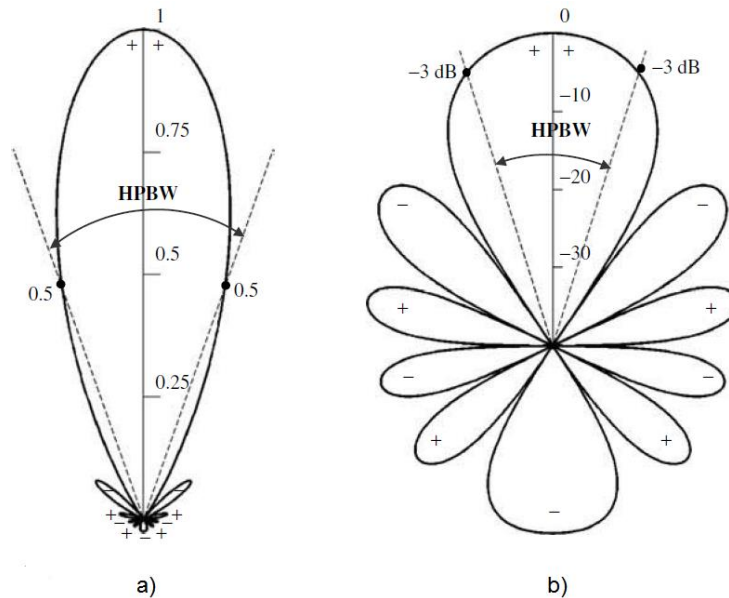 1
+ +
0.75
HPBW
0.5
0.5
0.5
0.25
− −
+ +
− −
+ − +
a)
0
+ +
−3 dB
−3 dB
−10
HPBW
−20
− −
−30
+ +
− −
+ +
−
b)